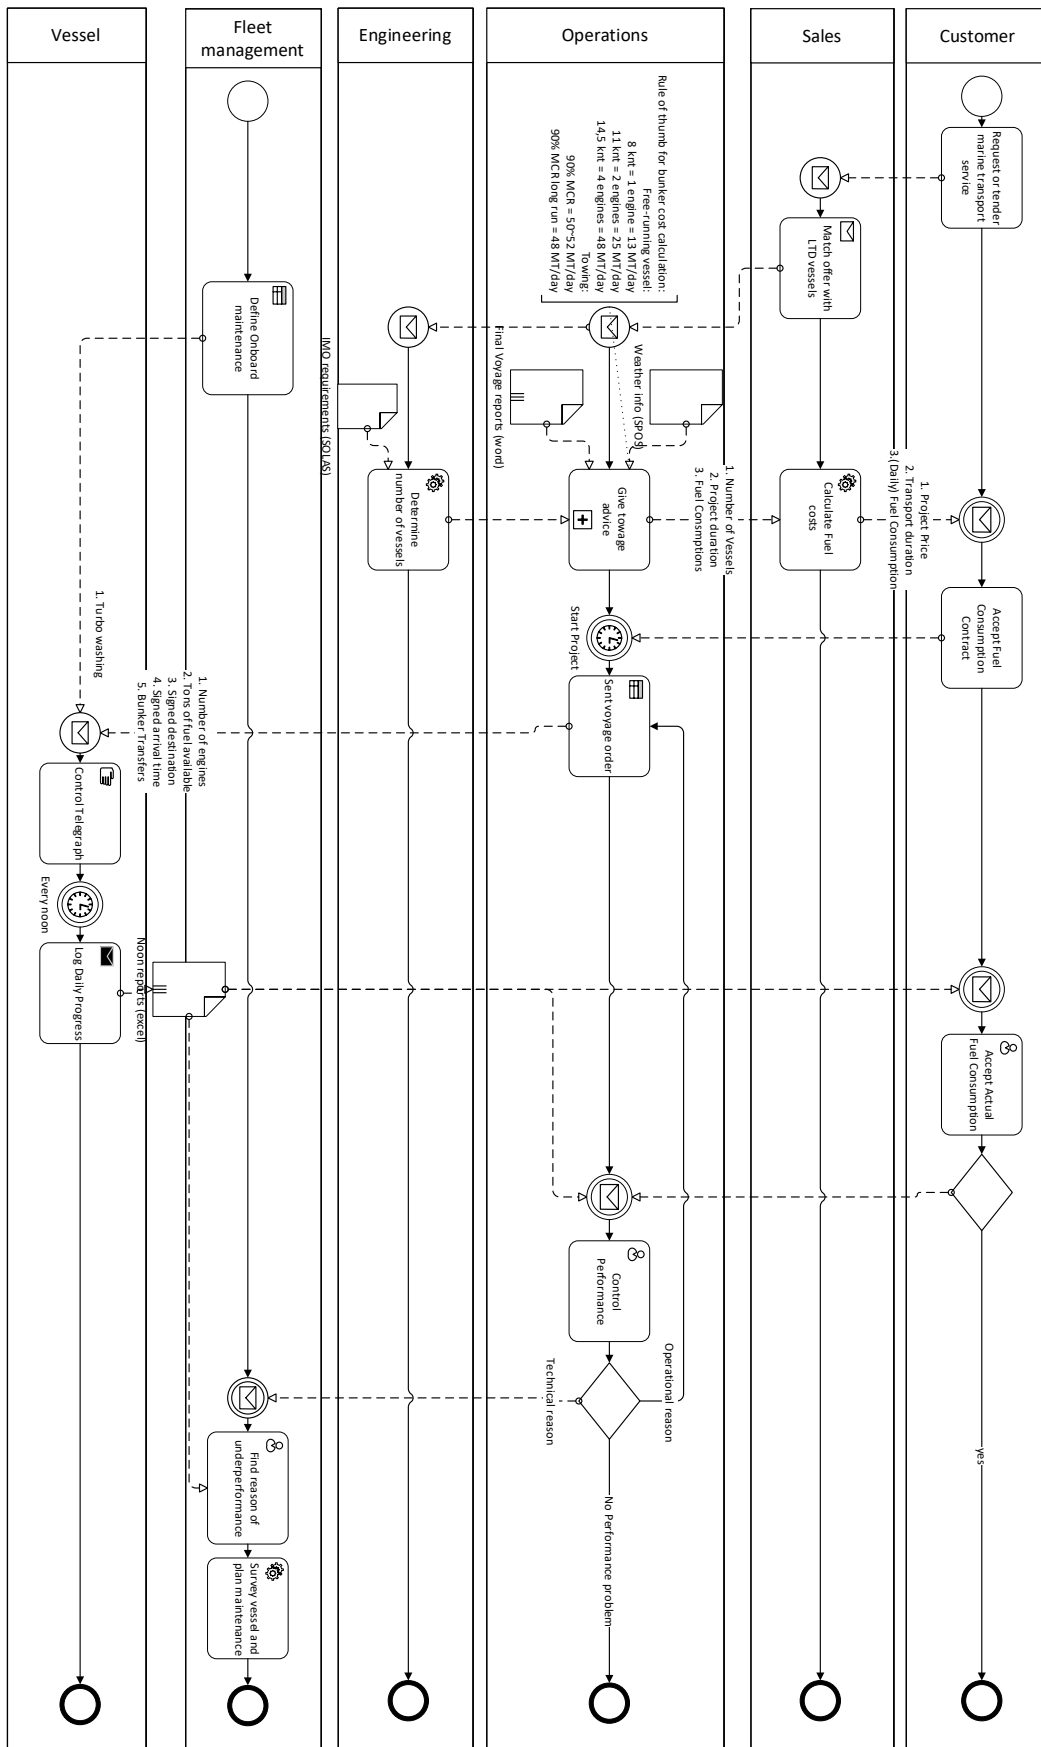 Vessel
Fleet
management
Engineering
Operations
Sales
Customer
Request or tender
marine transport
service
Match offer with
LTD vessels
Rule of thumb for bunker cost calculation:
Free-running vessel:
8 knt = 1 engine = 13 MT/day
11 knt = 2 engines = 25 MT/day
14,5 knt = 4 engines = 48 MT/day
Towing:
90% MCR = 50~52 MT/day
90% MCR long run = 48 MT/day
Define Onboard
maintenance
IMO requirements (SOLAS)
Final Voyage reports (word)
Weather info (SPOS)
Determine
number of vessels
Give towage
advice
1. Number of Vessels
2. Project duration
3. Fuel Consmptions
Calculate Fuel
costs
1. Project Price
2. Transport duration
3.(Daily) Fuel Consumption
Accept Fuel
Consumption
Contract
Start Project
Sent voyage order
1. Turbo washing
1. Number of engines
2. Tons of fuel available
3. Signed destination
4. Signed arrival time
5. Bunker Transfers
Control Telegraph
Every noon
Log Daily Progress
Noon reports (excel)
Accept Actual
Fuel Consumption
Control
Performance
Technical reason
Operational reason
yes
No Performance problem
Find reason of
underperformance
Survey vessel and
plan maintenance